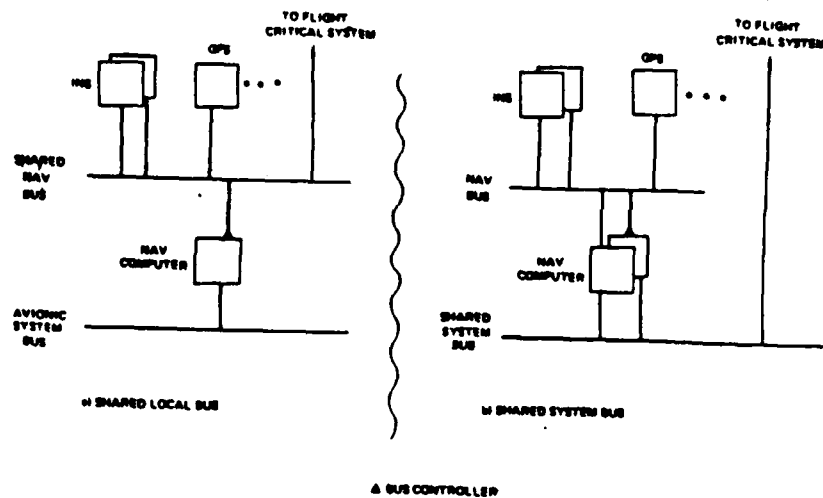 TO FLIGHT
CRITICAL SYSTEM
GPS
INS
SHARED
NAV
BUS
NAV
COMPUTER
AVIONIC
SYSTEM
BUS
a) SHARED LOCAL BUS
TO FLIGHT
CRITICAL SYSTEM
GPS
INS
NAV
BUS
NAV
COMPUTER
SHARED
SYSTEM
BUS
b) SHARED SYSTEM BUS
Δ BUS CONTROLLER